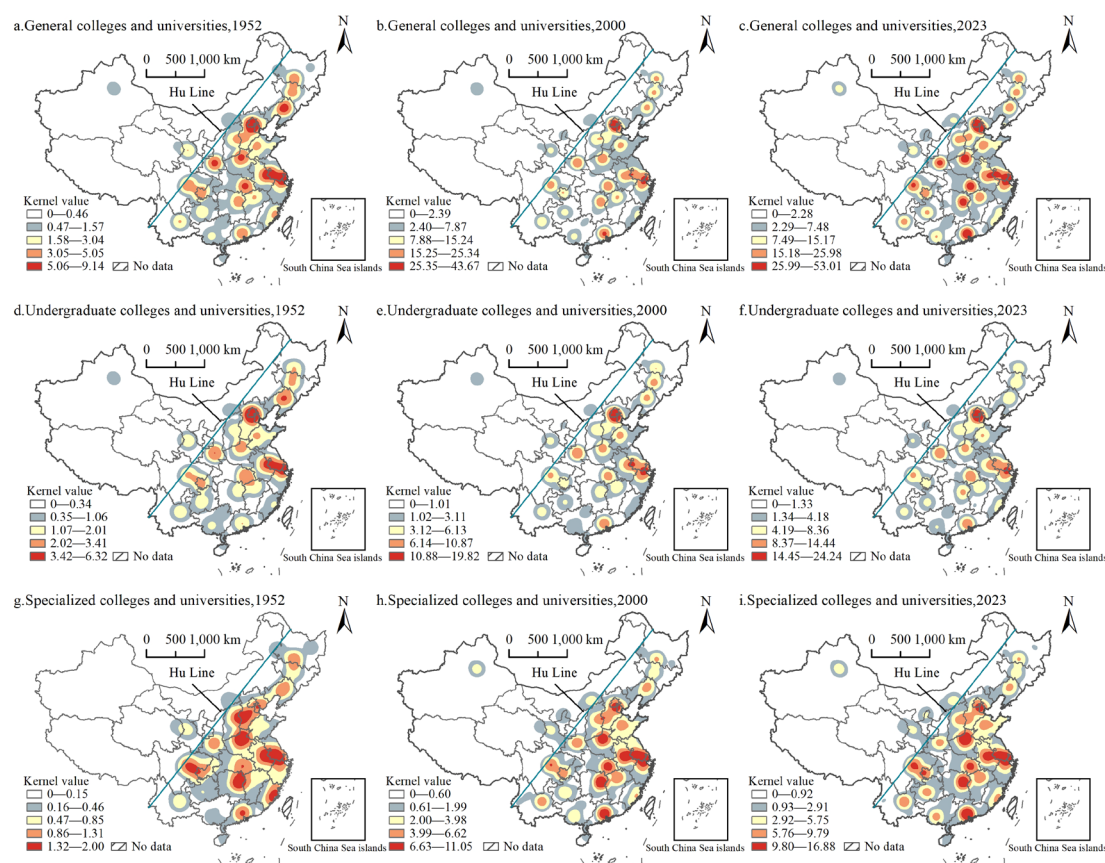 a.General colleges and universities,1952
N
0 500 1,000 km
Hu Line
Kernel value
0—0.46
0.47—1.57
1.58—3.04
3.05—5.05
5.06—9.14
No data
South China Sea islands
b.General colleges and universities,2000
N
0 500 1,000 km
Hu Line
Kernel value
0—2.39
2.40—7.87
7.88—15.24
15.25—25.34
25.35—43.67
No data
South China Sea islands
c.General colleges and universities,2023
N
0 500 1,000 km
Hu Line
Kernel value
0—2.28
2.29—7.48
7.49—15.17
15.18—25.98
25.99—53.01
No data
South China Sea islands
d.Undergraduate colleges and universities,1952
N
0 500 1,000 km
Hu Line
Kernel value
0—0.34
0.35—1.06
1.07—2.01
2.02—3.41
3.42—6.32
No data
South China Sea islands
e.Undergraduate colleges and universities,2000
N
0 500 1,000 km
Hu Line
Kernel value
0—1.01
1.02—3.11
3.12—6.13
6.14—10.87
10.88—19.82
No data
South China Sea islands
f.Undergraduate colleges and universities,2023
N
0 500 1,000 km
Hu Line
Kernel value
0—1.33
1.34—4.18
4.19—8.36
8.37—14.44
14.45—24.24
No data
South China Sea islands
g.Specialized colleges and universities,1952
N
0 500 1,000 km
Hu Line
Kernel value
0—0.15
0.16—0.46
0.47—0.85
0.86—1.31
1.32—2.00
No data
South China Sea islands
h.Specialized colleges and universities,2000
N
0 500 1,000 km
Hu Line
Kernel value
0—0.60
0.61—1.99
2.00—3.98
3.99—6.62
6.63—11.05
No data
South China Sea islands
i.Specialized colleges and universities,2023
N
0 500 1,000 km
Hu Line
Kernel value
0—0.92
0.93—2.91
2.92—5.75
5.76—9.79
9.80—16.88
No data
South China Sea islands